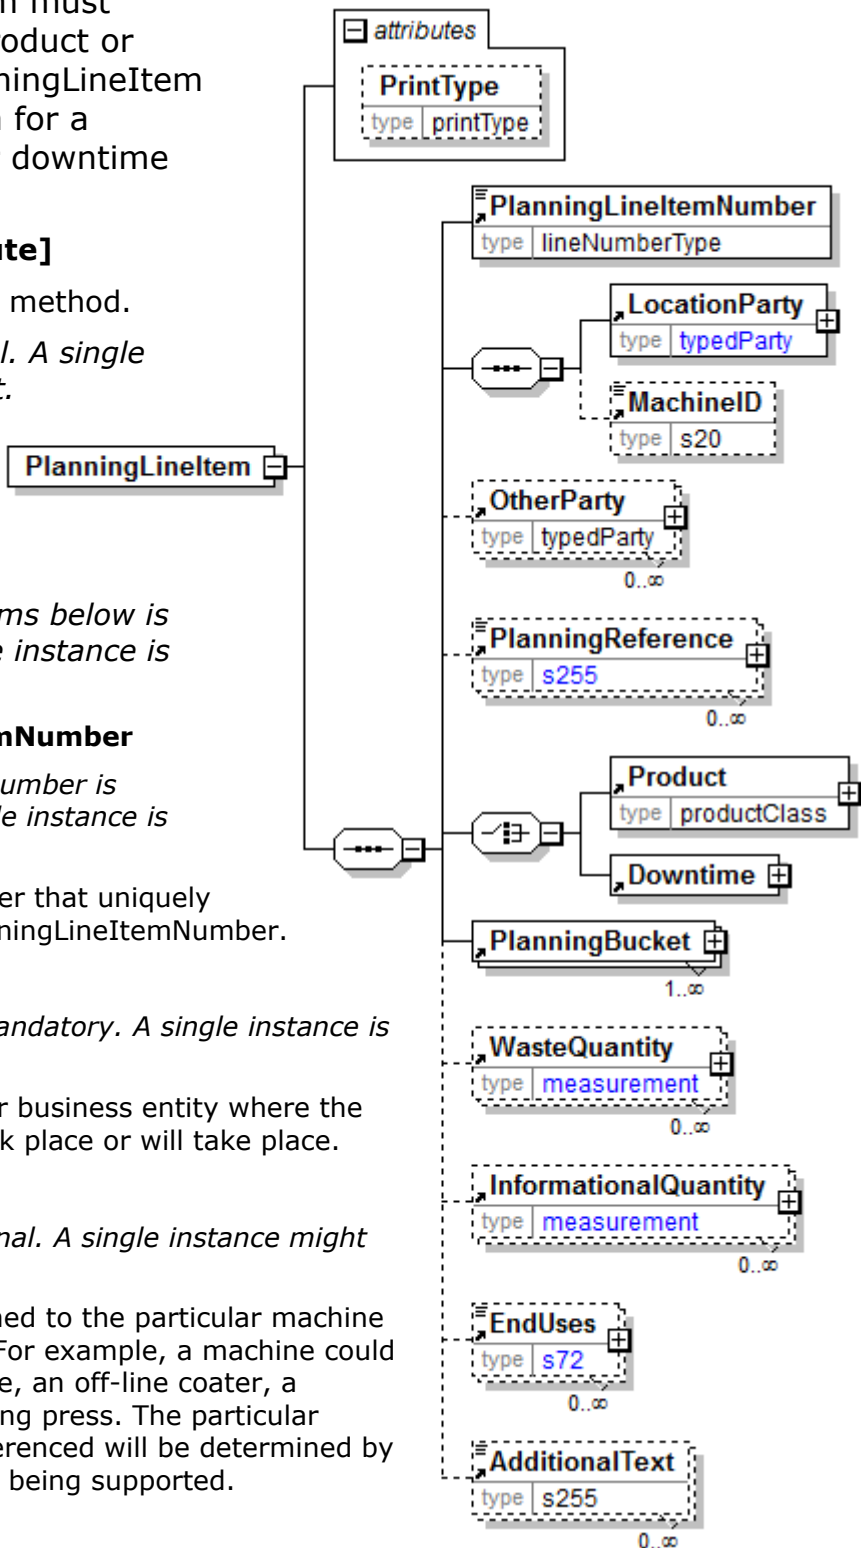 must
roduct or
ningLineItem
for a
downtime
ute]
method.
l. A single
t.
ms below is
e instance is
mNumber
umber is
le instance is
er that uniquely
nningLineItemNumber.
andatory. A single instance is
r business entity where the
k place or will take place.
nal. A single instance might
ned to the particular machine
For example, a machine could
e, an off-line coater, a
ng press. The particular
erenced will be determined by
being supported.
PlanningLineItem
attributes
PrintType
type printType
PlanningLineItemNumber
type lineNumberType
LocationParty
type typedParty
MachineID
type s20
OtherParty
type typedParty
0..∞
PlanningReference
type s255
0..∞
Product
type productClass
Downtime
PlanningBucket
1..∞
WasteQuantity
type measurement
0..∞
InformationalQuantity
type measurement
0..∞
EndUses
type s72
0..∞
AdditionalText
type s255
0..∞